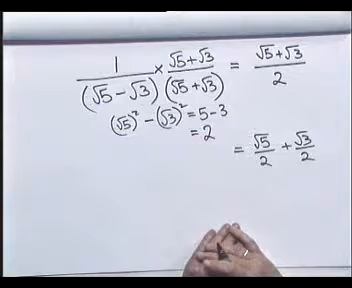 1/(√5 − √3) × (√5 + √3)/(√5 + √3) = (√5 + √3)/2
(√5)² − (√3)² = 5 − 3
= 2
= √5/2 + √3/2